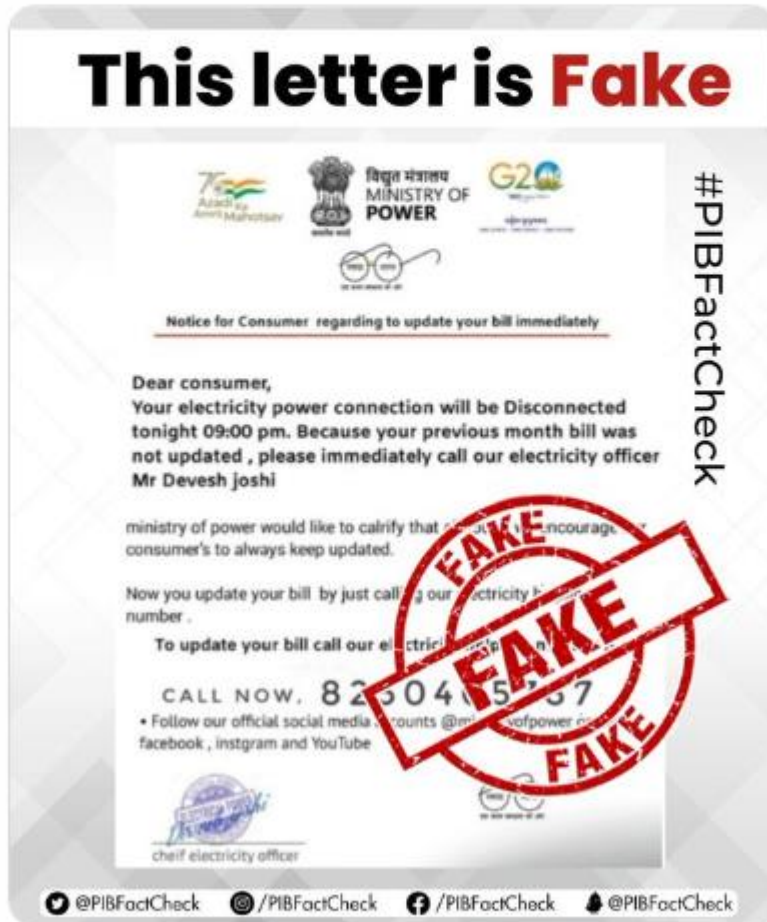 This letter is Fake
#PIBFactCheck
75
Azadi Ka
Amrit Mahotsav
विद्युत मंत्रालय
MINISTRY OF
POWER
G20
Notice for Consumer regarding to update your bill immediately
Dear consumer,
Your electricity power connection will be Disconnected
tonight 09:00 pm. Because your previous month bill was
not updated , please immediately call our electricity officer
Mr Devesh joshi
ministry of power would like to calrify that encourage
consumer's to always keep updated.
Now you update your bill by just call our
number .
To update your bill call our
CALL NOW.
• Follow our official social media
facebook , instgram and YouTube
FAKE
FAKE
FAKE
cheif electricity officer
@PIBFactCheck /PIBFactCheck /PIBFactCheck @PIBFactCheck